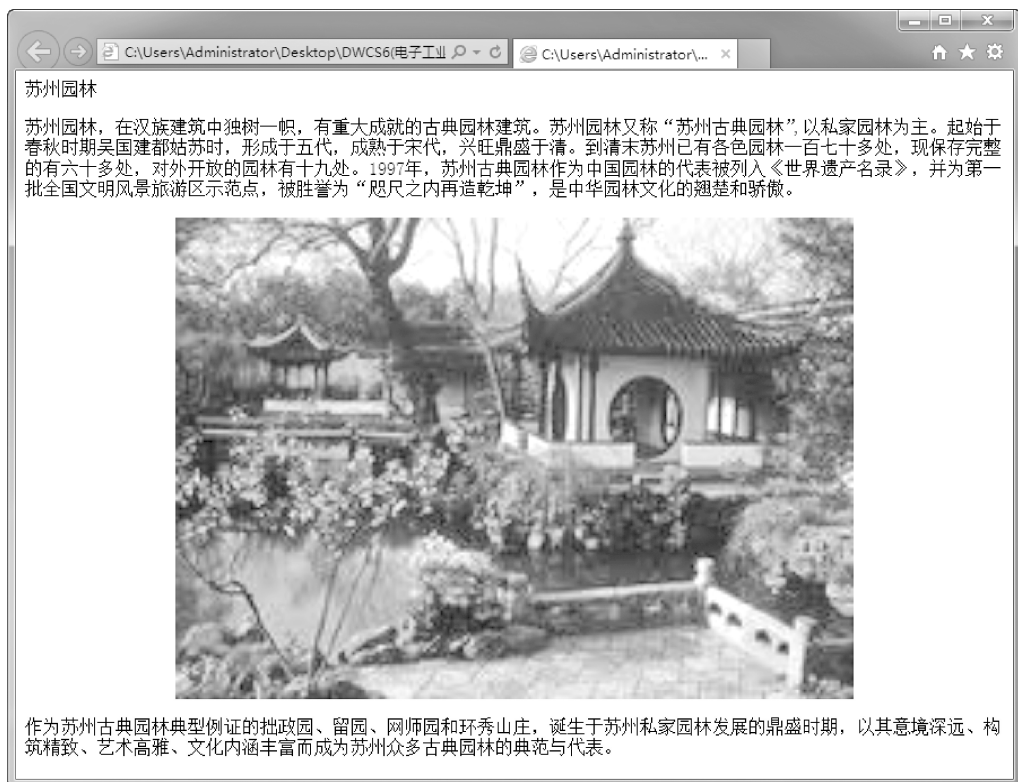 C:\Users\Administrator\Desktop\DWCS6(电子工业
C:\Users\Administrator\...
苏州园林
苏州园林，在汉族建筑中独树一帜，有重大成就的古典园林建筑。苏州园林又称“苏州古典园林”,以私家园林为主。起始于
春秋时期吴国建都姑苏时，形成于五代，成熟于宋代，兴旺鼎盛于清。到清末苏州已有各色园林一百七十多处，现保存完整
的有六十多处，对外开放的园林有十九处。1997年，苏州古典园林作为中国园林的代表被列入《世界遗产名录》，并为第一
批全国文明风景旅游区示范点，被胜誉为“咫尺之内再造乾坤”，是中华园林文化的翘楚和骄傲。
作为苏州古典园林典型例证的拙政园、留园、网师园和环秀山庄，诞生于苏州私家园林发展的鼎盛时期，以其意境深远、构
筑精致、艺术高雅、文化内涵丰富而成为苏州众多古典园林的典范与代表。